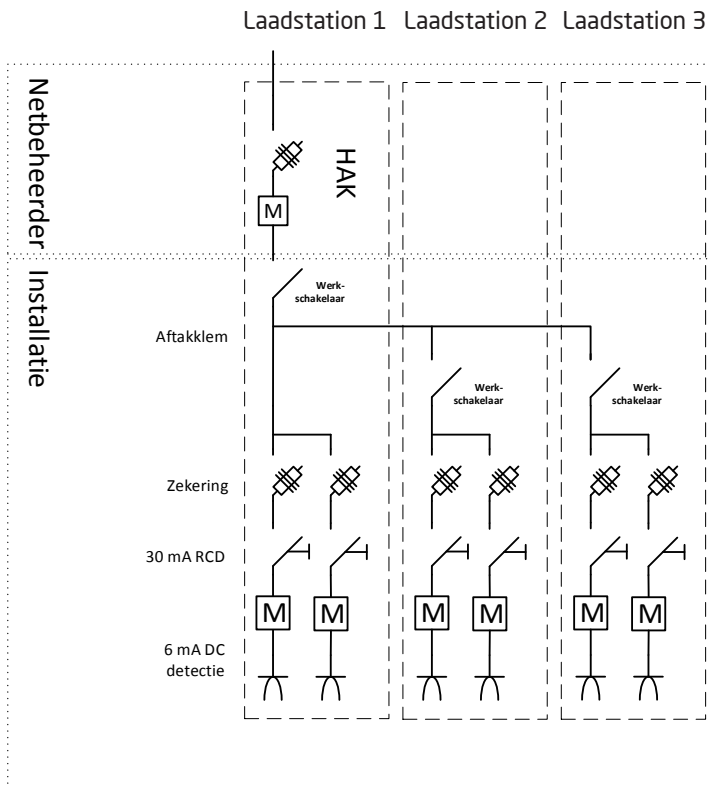 Laadstation 1 Laadstation 2 Laadstation 3
Netbeheerder
HAK
M
Installatie
Werk-
schakelaar
Aftakklem
Werk-
schakelaar
Werk-
schakelaar
Zekering
30 mA RCD
M M M M M M
6 mA DC
detectie